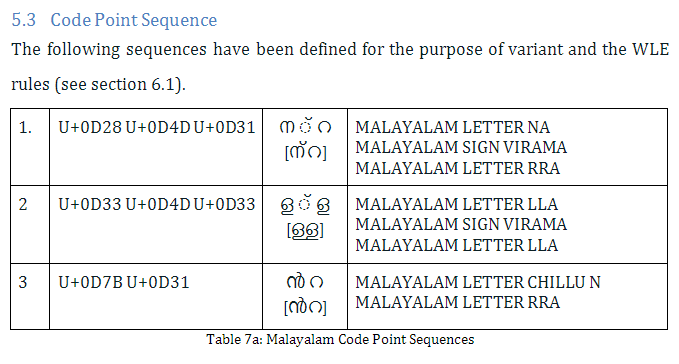 5.3 Code Point Sequence
The following sequences have been defined for the purpose of variant and the WLE
rules (see section 6.1).
1. U+0D28 U+0D4D U+0D31 ന ് റ MALAYALAM LETTER NA
[ന്റ] MALAYALAM SIGN VIRAMA
MALAYALAM LETTER RRA
2 U+0D33 U+0D4D U+0D33 ള ് ള MALAYALAM LETTER LLA
[ള്ള] MALAYALAM SIGN VIRAMA
MALAYALAM LETTER LLA
3 U+0D7B U+0D31 ൻ റ MALAYALAM LETTER CHILLU N
[ൻറ] MALAYALAM LETTER RRA
Table 7a: Malayalam Code Point Sequences